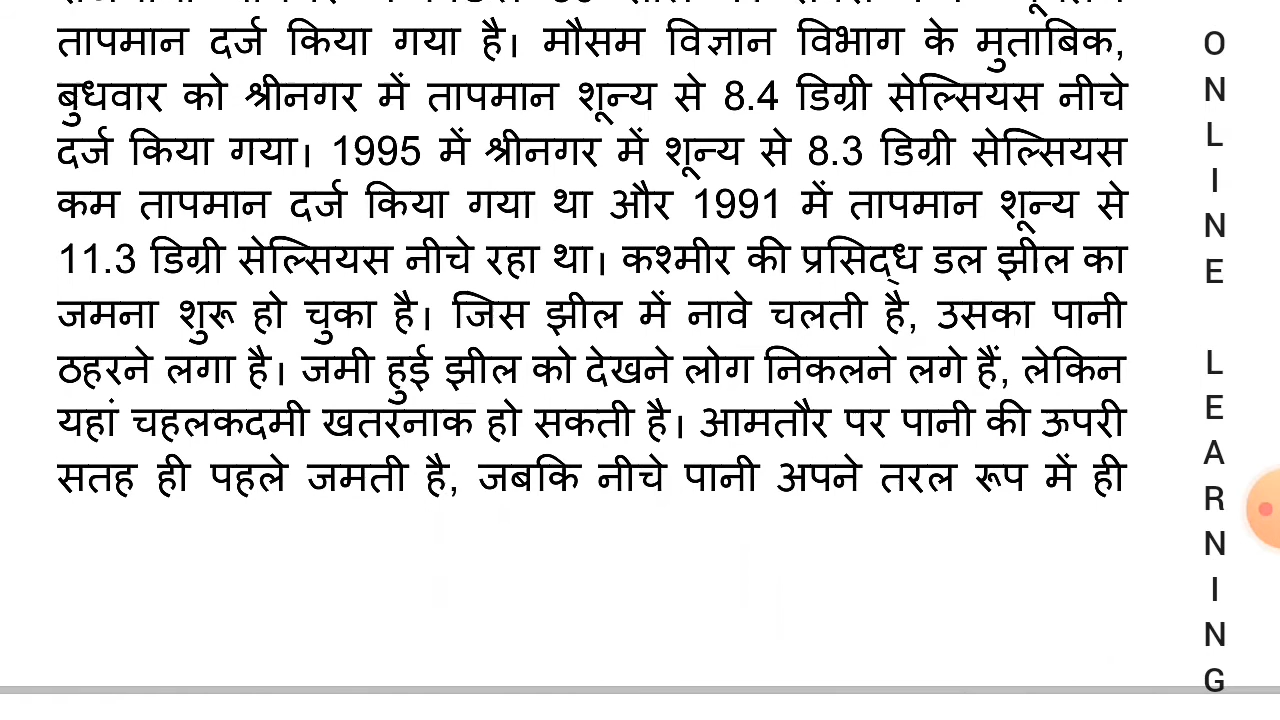 तापमान दर्ज किया गया है। मौसम विज्ञान विभाग के मुताबिक,
बुधवार को श्रीनगर में तापमान शून्य से 8.4 डिग्री सेल्सियस नीचे
दर्ज किया गया। 1995 में श्रीनगर में शून्य से 8.3 डिग्री सेल्सियस
कम तापमान दर्ज किया गया था और 1991 में तापमान शून्य से
11.3 डिग्री सेल्सियस नीचे रहा था। कश्मीर की प्रसिद्ध डल झील का
जमना शुरू हो चुका है। जिस झील में नावे चलती है, उसका पानी
ठहरने लगा है। जमी हुई झील को देखने लोग निकलने लगे हैं, लेकिन
यहां चहलकदमी खतरनाक हो सकती है। आमतौर पर पानी की ऊपरी
सतह ही पहले जमती है, जबकि नीचे पानी अपने तरल रूप में ही
ONLINE LEARNING